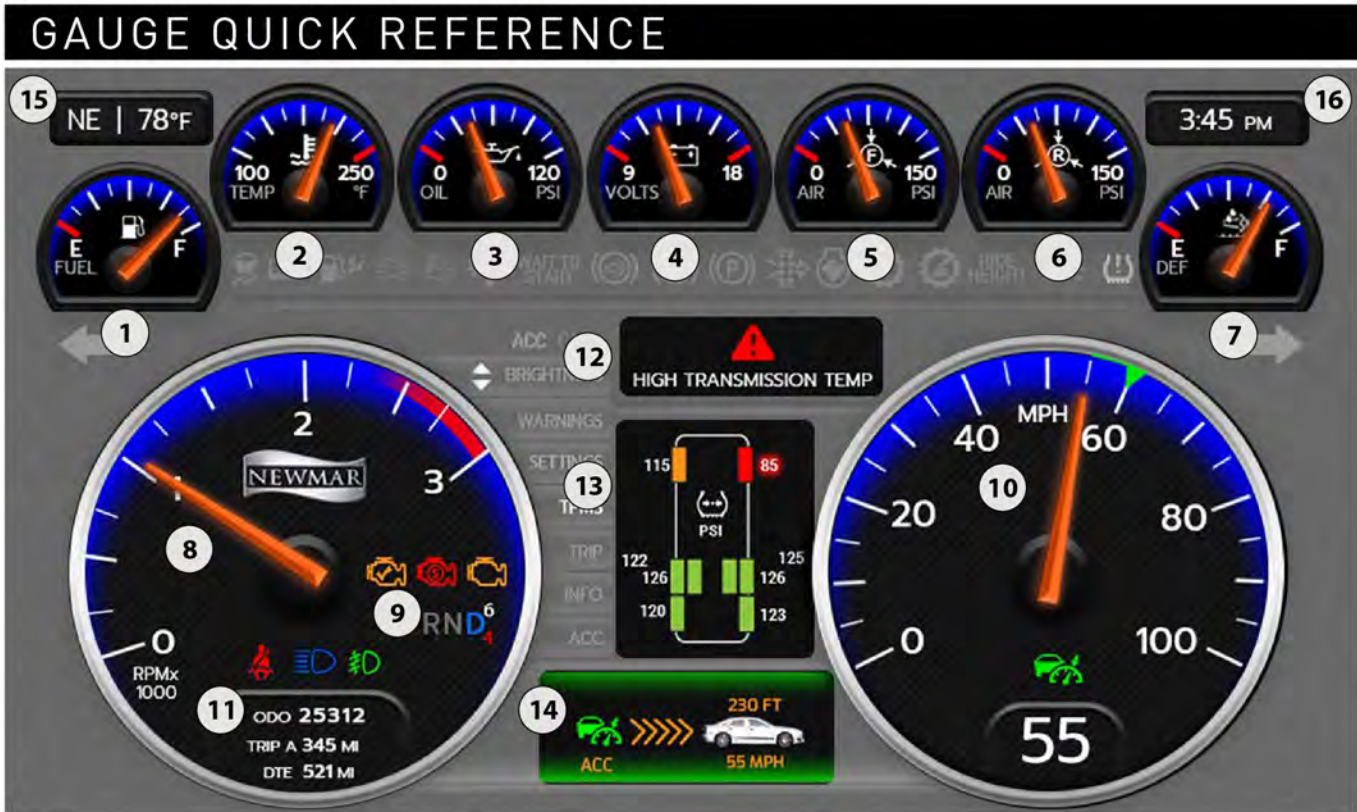 GAUGE QUICK REFERENCE
15
NE | 78°F
16
3:45 PM
100
250
TEMP
°F
2
0
120
OIL
PSI
3
9
18
VOLTS
4
F
0
150
AIR
PSI
5
R
0
150
AIR
PSI
6
E
F
FUEL
1
E
F
DEF
7
WAIT TO
START
P
RIDE
HEIGHT
ACC
BRIGHTN
WARNINGS
SETTINGS
TPMS
TRIP
INFO
ACC
12
HIGH TRANSMISSION TEMP
0
1
2
3
NEWMAR
8
RPMx
1000
9
RND 6
4
11
ODO 25312
TRIP A 345 MI
DTE 521 MI
13
115
85
PSI
122
125
126
126
120
123
14
230 FT
ACC
55 MPH
MPH
0
20
40
60
80
100
10
55